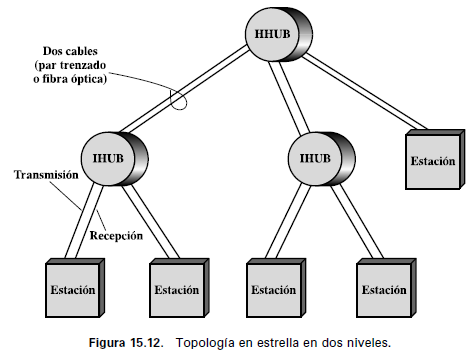 HHUB
Dos cables
(par trenzado
o fibra óptica)
IHUB
IHUB
Estación
Transmisión
Recepción
Estación
Estación
Estación
Estación
Figura 15.12. Topología en estrella en dos niveles.